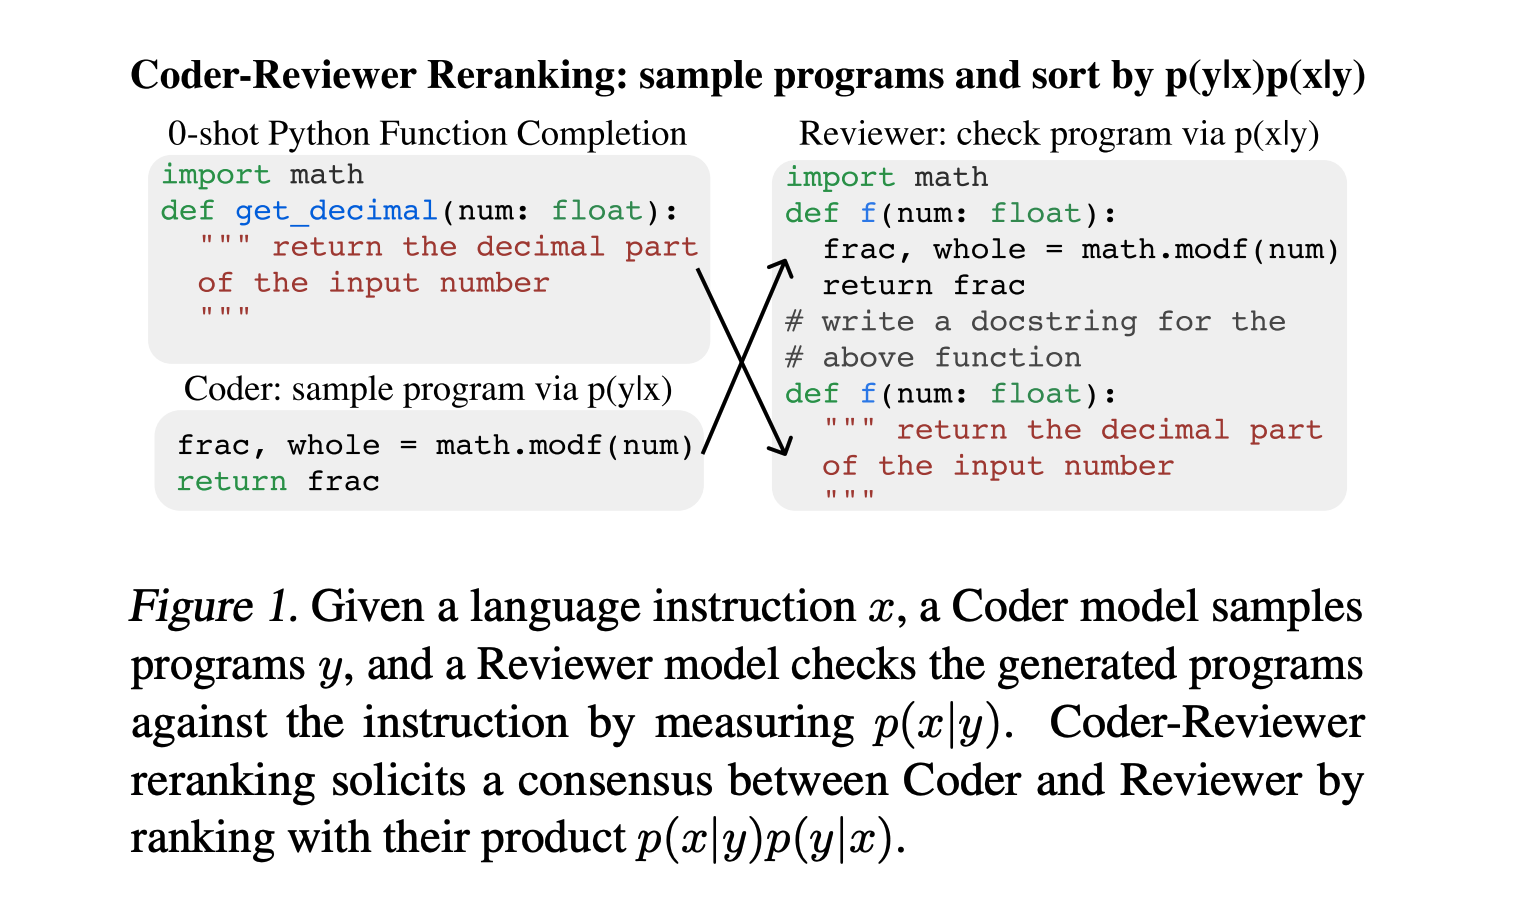 Coder-Reviewer Reranking: sample programs and sort by p(y|x)p(x|y)
0-shot Python Function Completion
import math
def get_decimal(num: float):
""" return the decimal part
of the input number
"""
Coder: sample program via p(y|x)
frac, whole = math.modf(num)
return frac
Reviewer: check program via p(x|y)
import math
def f(num: float):
frac, whole = math.modf(num)
return frac
# write a docstring for the
# above function
def f(num: float):
""" return the decimal part
of the input number
"""
Figure 1. Given a language instruction x, a Coder model samples
programs y, and a Reviewer model checks the generated programs
against the instruction by measuring p(x|y). Coder-Reviewer
reranking solicits a consensus between Coder and Reviewer by
ranking with their product p(x|y)p(y|x).